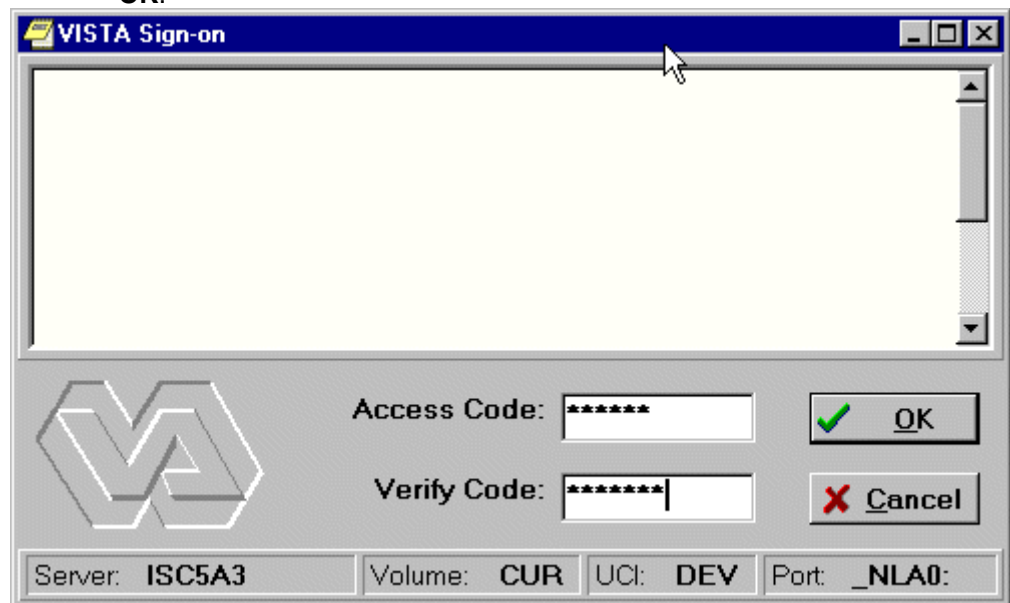 OK.
VISTA Sign-on
Access Code: ******
OK
Verify Code: *******
Cancel
Server: ISC5A3 Volume: CUR UCI: DEV Port: _NLA0: